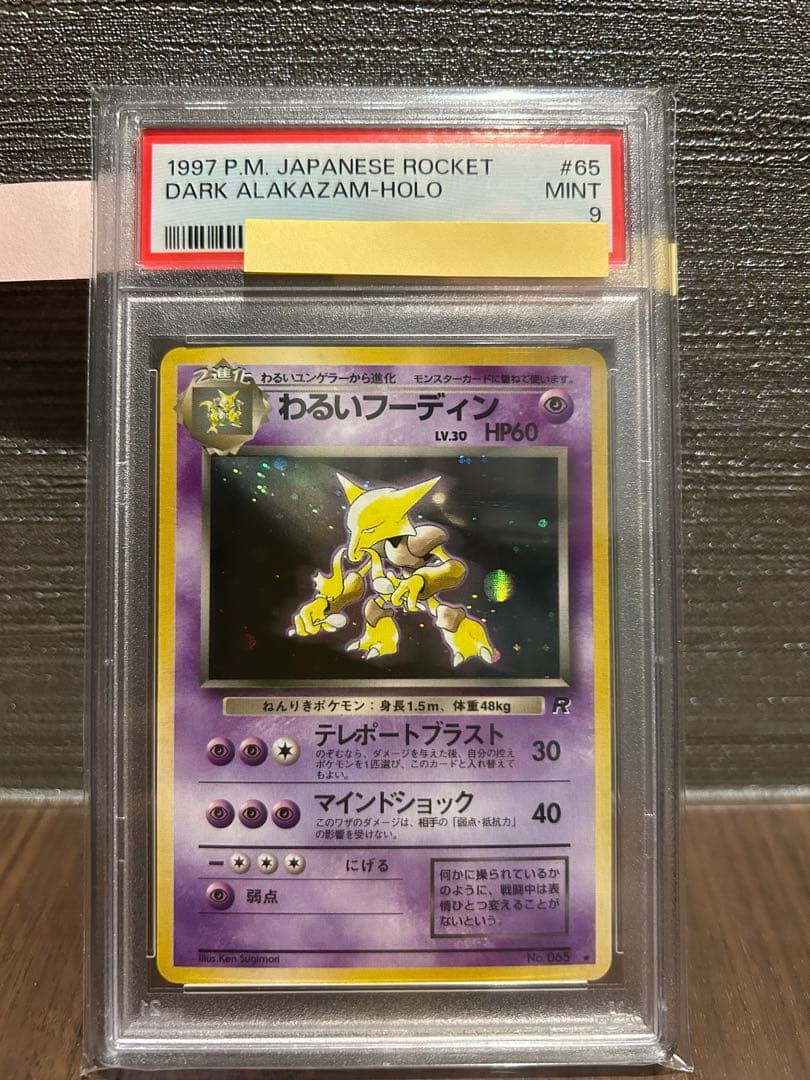 1997 P.M. JAPANESE ROCKET #65
DARK ALAKAZAM-HOLO MINT
9
2進化 わるいユンゲラーから進化 モンスターカードに重ねて使います。
わるいフーディン
LV.30 HP60
ねんりきポケモン：身長1.5m、体重48kg R
テレポートブラスト 30
のぞむなら、ダメージを与えた後、自分の控え
ポケモンを1匹選び、このカードと入れ替えて
もよい。
マインドショック 40
このワザのダメージは、相手の「弱点・抵抗力」
の影響を受けない。
にげる
弱点
何かに操られているか
のように、戦闘中は表
情ひとつ変えることが
ないという。
Illus.Ken Sugimori No.065 ★